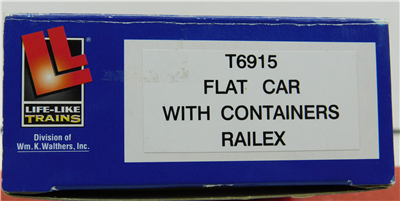 LIFE-LIKE
TRAINS
Division of
Wm. K. Walthers, Inc.
T6915
FLAT CAR
WITH CONTAINERS
RAILEX